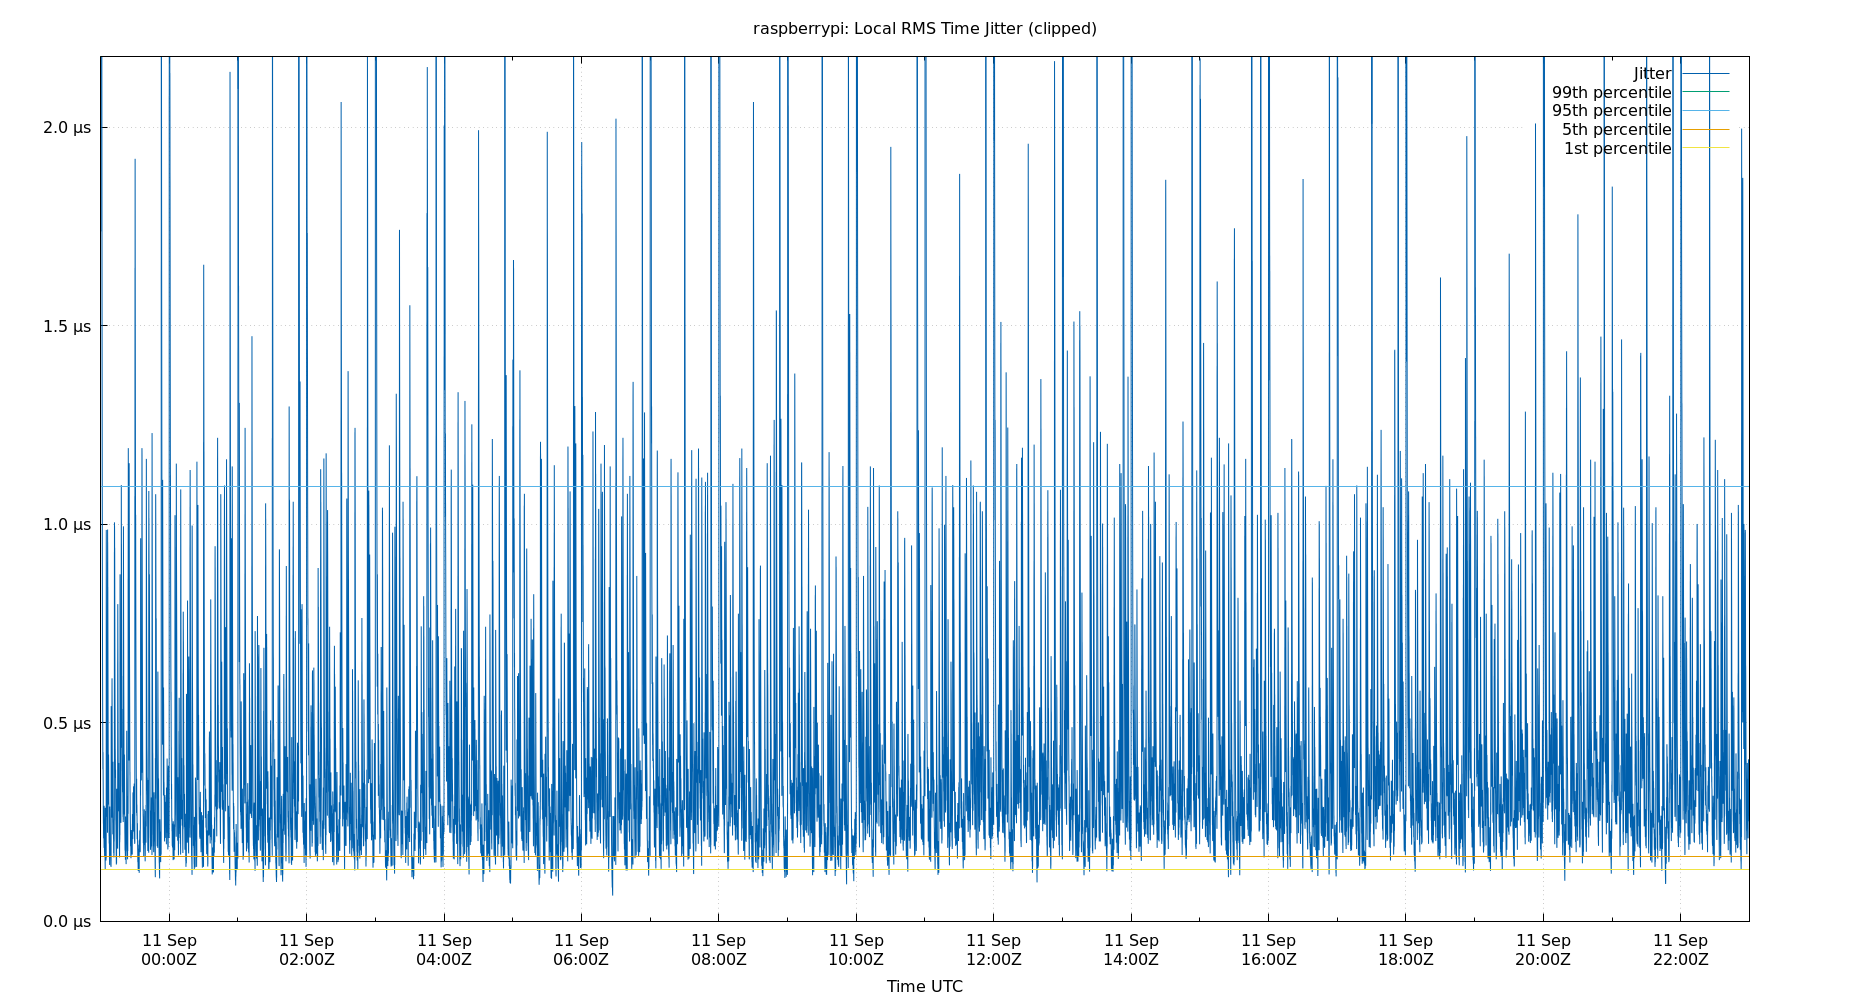 raspberrypi: Local RMS Time Jitter (clipped)
Jitter
99th percentile
95th percentile
5th percentile
1st percentile
2.0 µs
1.5 µs
1.0 µs
0.5 µs
0.0 µs
11 Sep 11 Sep 11 Sep 11 Sep 11 Sep 11 Sep 11 Sep 11 Sep 11 Sep 11 Sep 11 Sep 11 Sep
00:00Z 02:00Z 04:00Z 06:00Z 08:00Z 10:00Z 12:00Z 14:00Z 16:00Z 18:00Z 20:00Z 22:00Z
Time UTC